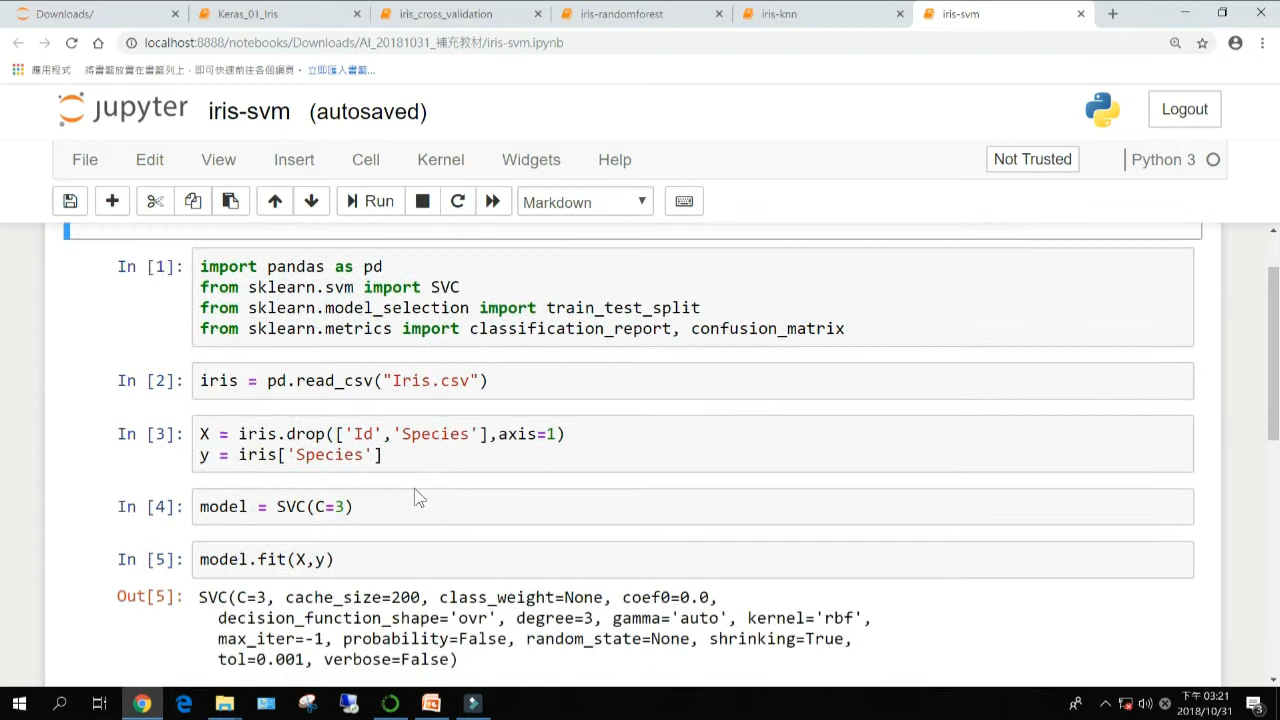 Downloads/
Keras_01_Iris
iris_cross_validation
iris-randomforest
iris-knn
iris-svm
localhost:8888/notebooks/Downloads/AI_20181031_補充教材/iris-svm.ipynb
應用程式
將書籤放置在書籤列上，即可快速前往各個網頁。
立即匯入書籤...
jupyter
iris-svm (autosaved)
Logout
File Edit View Insert Cell Kernel Widgets Help
Not Trusted
Python 3
Run
Markdown
In [1]:
import pandas as pd
from sklearn.svm import SVC
from sklearn.model_selection import train_test_split
from sklearn.metrics import classification_report, confusion_matrix
In [2]:
iris = pd.read_csv("Iris.csv")
In [3]:
X = iris.drop(['Id','Species'],axis=1)
y = iris['Species']
In [4]:
model = SVC(C=3)
In [5]:
model.fit(X,y)
Out[5]:
SVC(C=3, cache_size=200, class_weight=None, coef0=0.0,
decision_function_shape='ovr', degree=3, gamma='auto', kernel='rbf',
max_iter=-1, probability=False, random_state=None, shrinking=True,
tol=0.001, verbose=False)
下午 03:21
2018/10/31
3